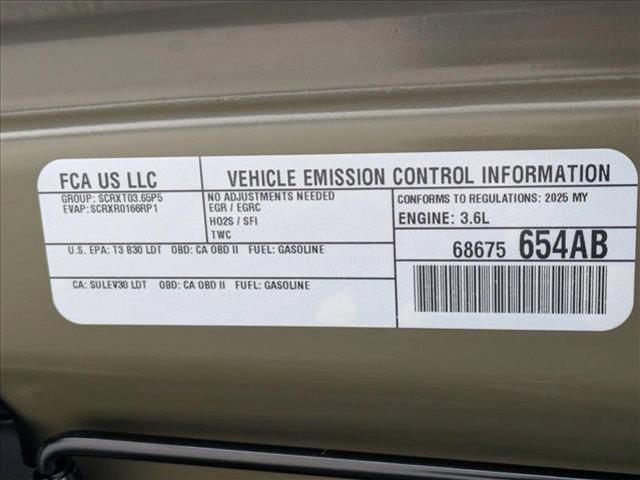 FCA US LLC
GROUP: SCRXT03.65P5
EVAP: SCRXR0166RP1
VEHICLE EMISSION CONTROL INFORMATION
NO ADJUSTMENTS NEEDED
EGR / EGRC
HO2S / SFI
TWC
CONFORMS TO REGULATIONS: 2025 MY
ENGINE: 3.6L
U.S. EPA: T3 B30 LDT OBD: CA OBD II FUEL: GASOLINE
68675 654AB
CA: SULEV30 LDT OBD: CA OBD II FUEL: GASOLINE